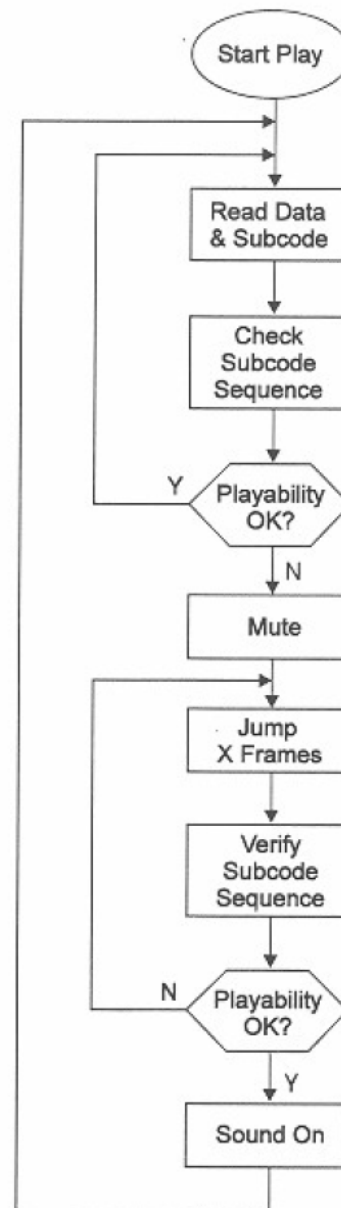 Start Play
Read Data
& Subcode
Check
Subcode
Sequence
Y
Playability
OK?
N
Mute
Jump
X Frames
Verify
Subcode
Sequence
N
Playability
OK?
Y
Sound On